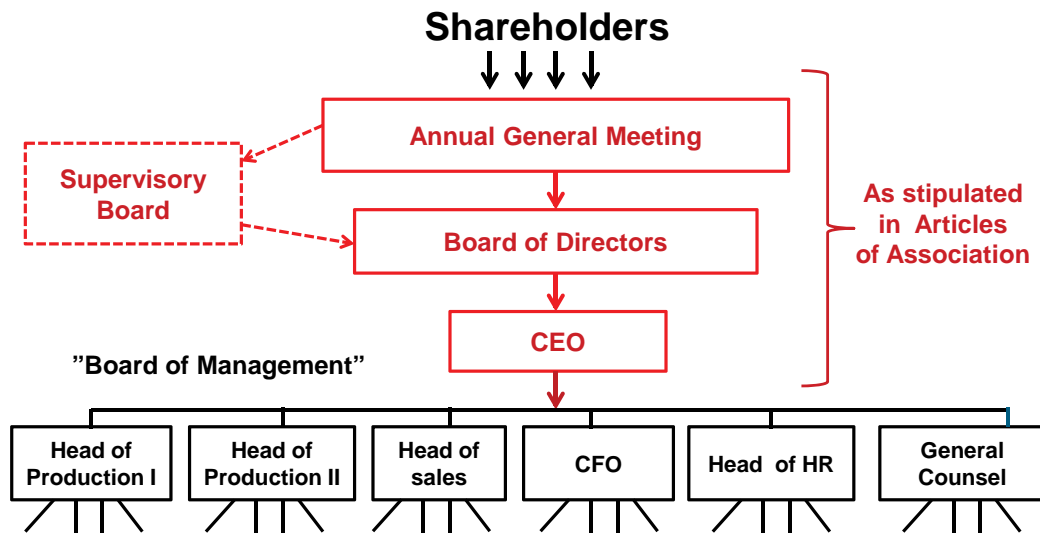 Shareholders
Annual General Meeting
Supervisory
Board
Board of Directors
As stipulated
in Articles
of Association
CEO
”Board of Management”
Head of
Production I
Head of
Production II
Head of
sales
CFO
Head of HR
General
Counsel